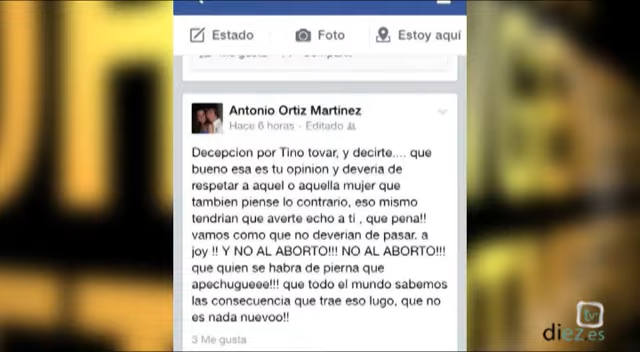 Estado
Foto
Estoy aquí
Antonio Ortiz Martinez
Hace 6 horas · Editado
Decepcion por Tino tovar, y decirte.... que
bueno esa es tu opinion y deveria de
respetar a aquel o aquella mujer que
tambien piense lo contrario, eso mismo
tendrian que averte echo a ti , que pena!!
vamos como que no deverian de pasar. a
joy !! Y NO AL ABORTO!!! NO AL ABORTO!!!
que quien se habra de pierna que
apechugueee!!! que todo el mundo sabemos
las consecuencia que trae eso lugo, que no
es nada nuevoo!!
3 Me gusta
tv
diez.es